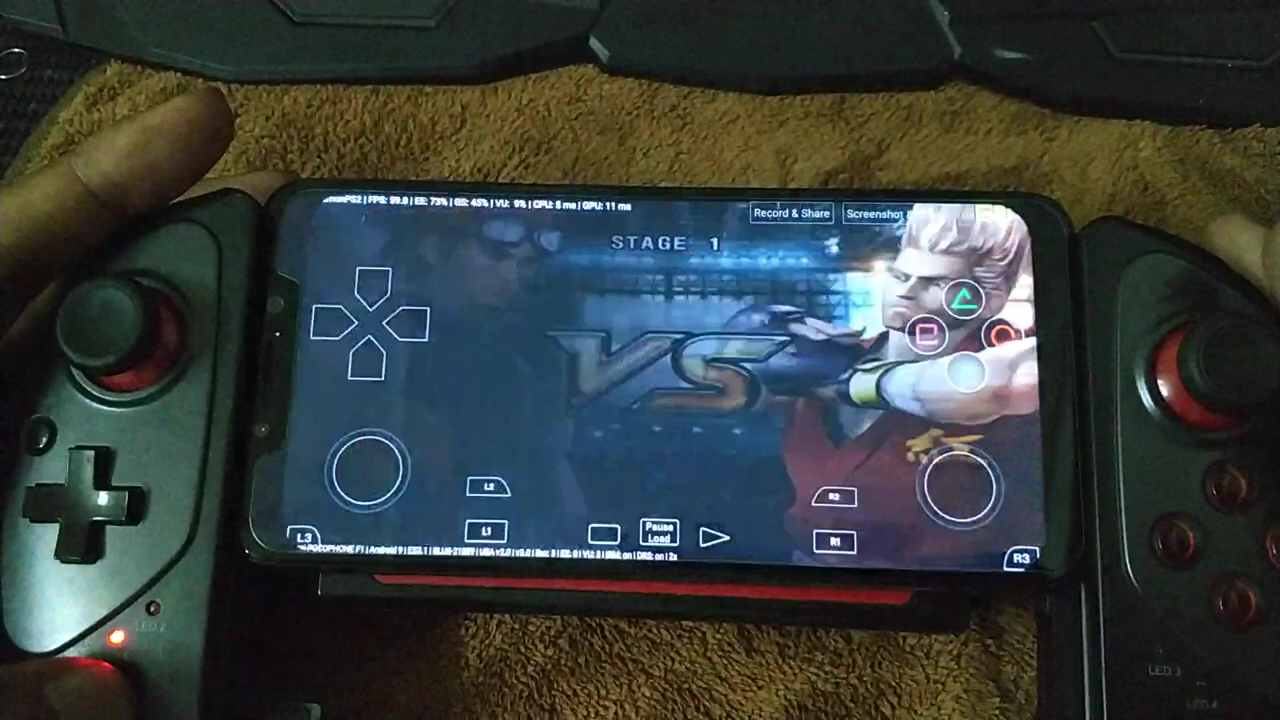 monPS2 | FPS: 59.9 | EE: 73% | GS: 45% | VU: 9% | CPU: 5 ms | GPU: 11 ms
Record & Share
Screenshot
STAGE 1
VS
L2
R2
L1
Pause
Load
R1
L3
POCOPHONE F1 | Android 9 |
R3
LED 2
LED 3
LED 4